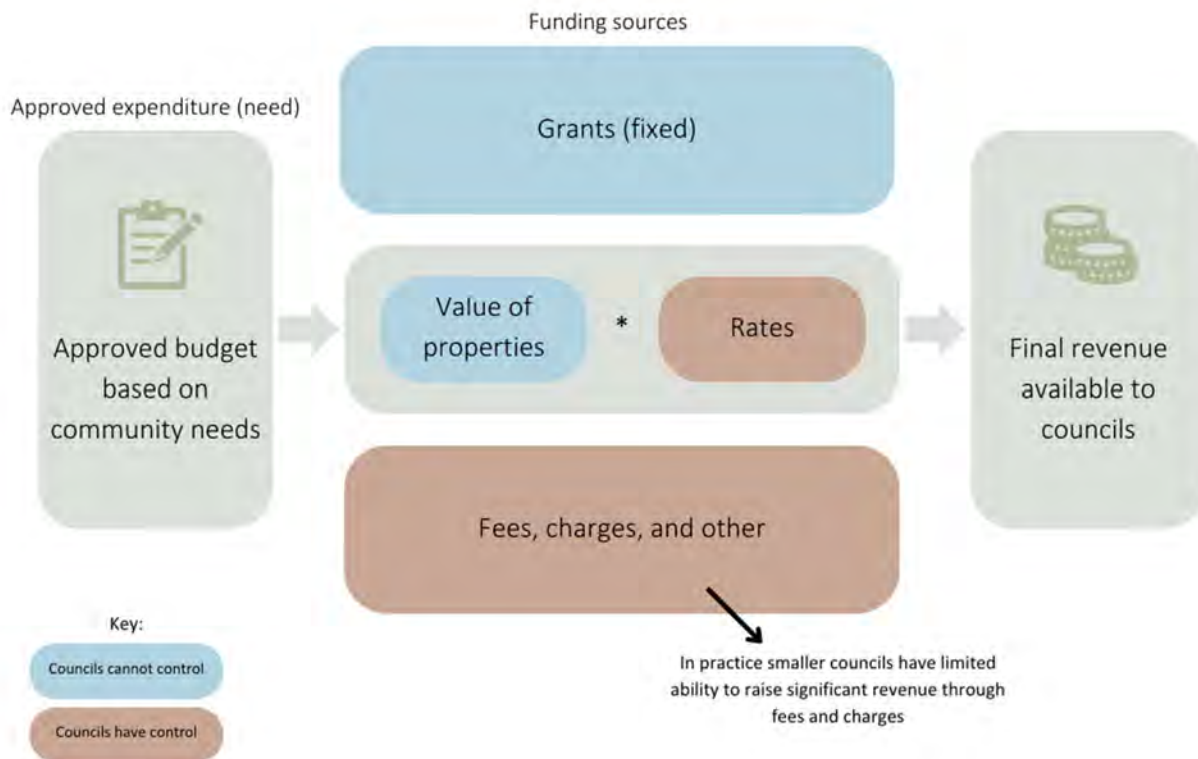 Funding sources
Approved expenditure (need)
Grants (fixed)
Approved budget
based on
community needs
Value of
properties
*
Rates
Final revenue
available to
councils
Fees, charges, and other
Key:
Councils cannot control
Councils have control
In practice smaller councils have limited
ability to raise significant revenue through
fees and charges